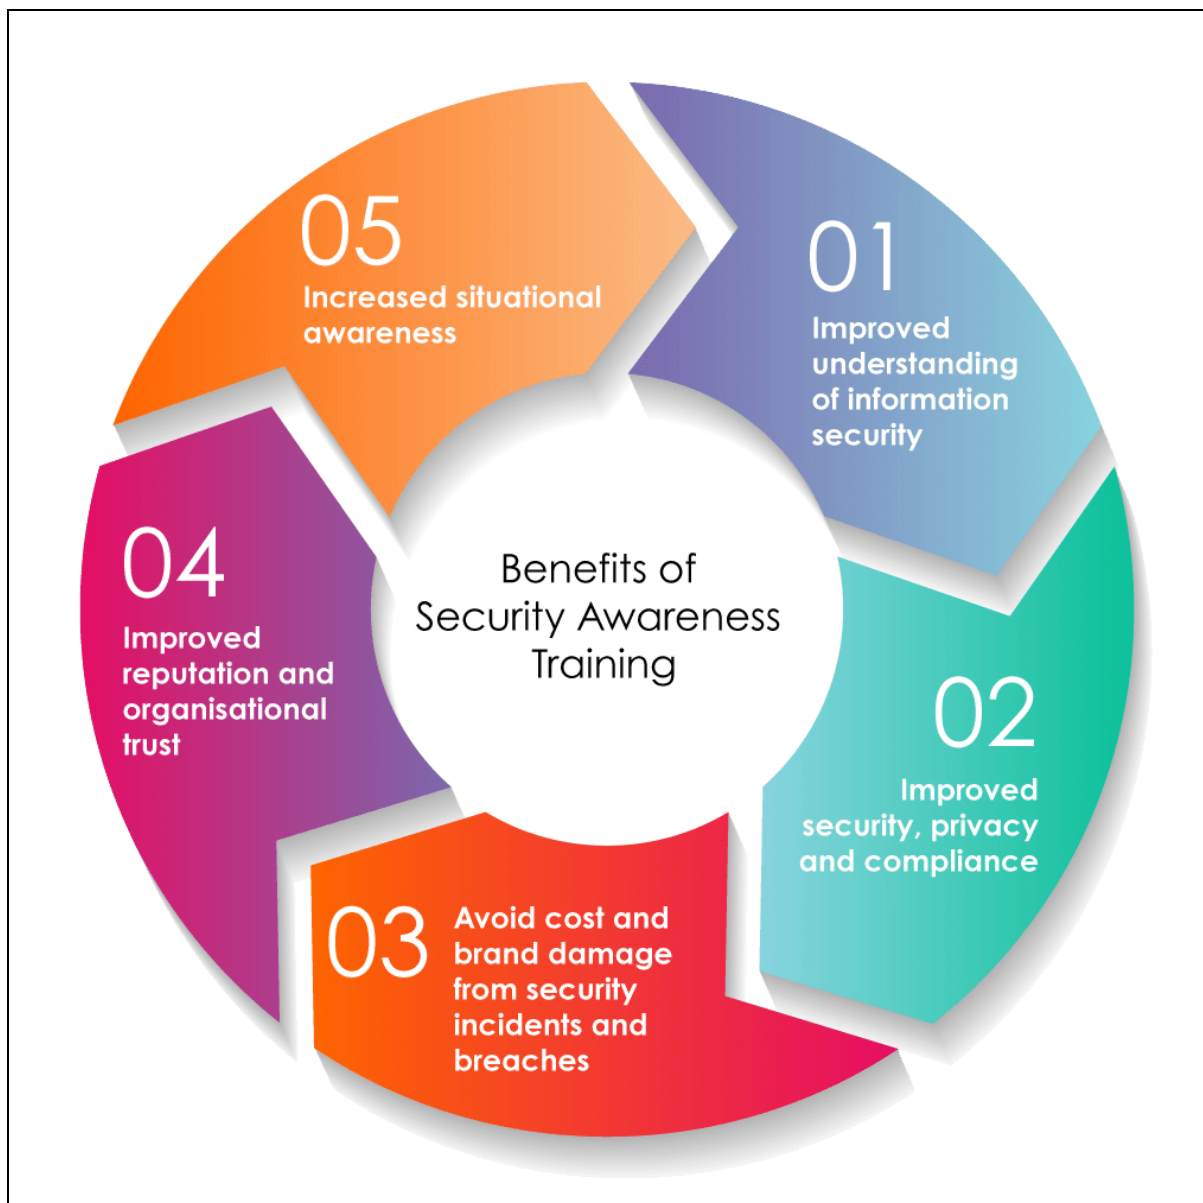 Benefits of
Security Awareness
Training
01
Improved
understanding
of information
security
02
Improved
security, privacy
and compliance
03
Avoid cost and
brand damage
from security
incidents and
breaches
04
Improved
reputation and
organisational
trust
05
Increased situational
awareness